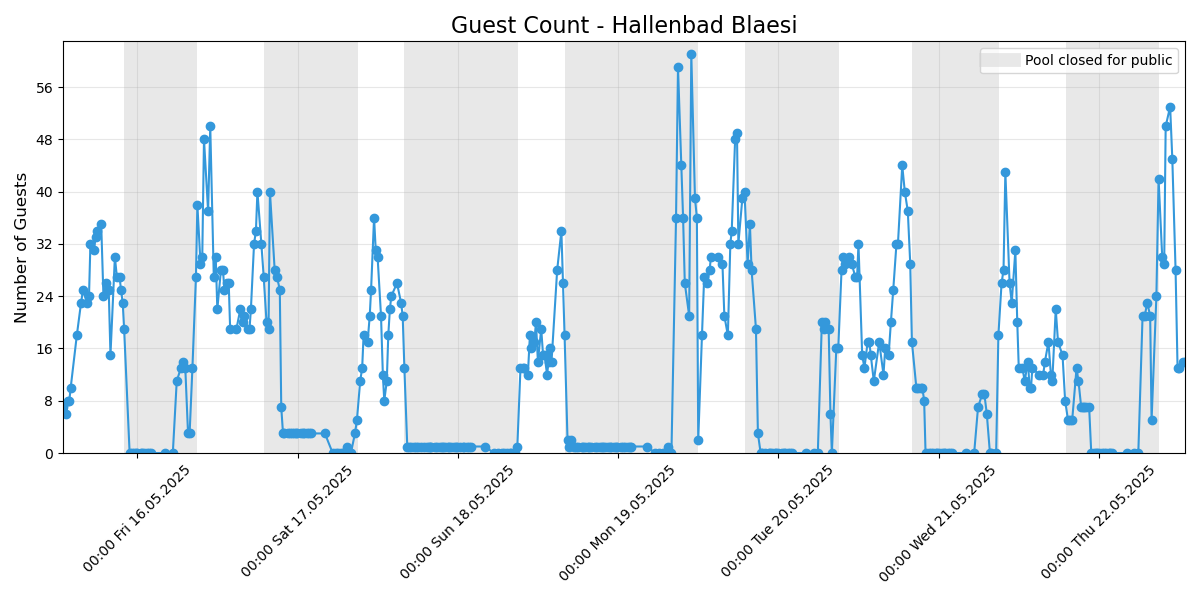 Guest Count - Hallenbad Blaesi
Pool closed for public
Number of Guests
56
48
40
32
24
16
8
0
00:00 Fri 16.05.2025
00:00 Sat 17.05.2025
00:00 Sun 18.05.2025
00:00 Mon 19.05.2025
00:00 Tue 20.05.2025
00:00 Wed 21.05.2025
00:00 Thu 22.05.2025